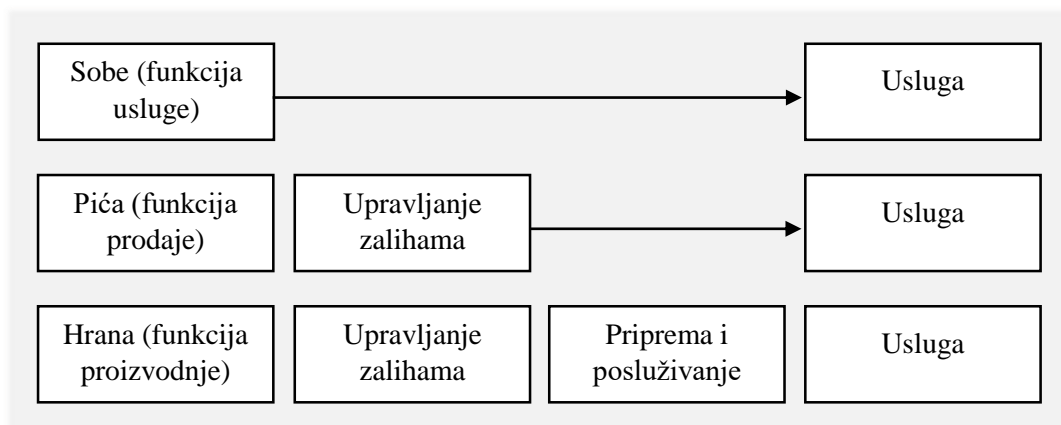 Sobe (funkcija
usluge)
Usluga
Pića (funkcija
prodaje)
Upravljanje
zalihama
Usluga
Hrana (funkcija
proizvodnje)
Upravljanje
zalihama
Priprema i
posluživanje
Usluga